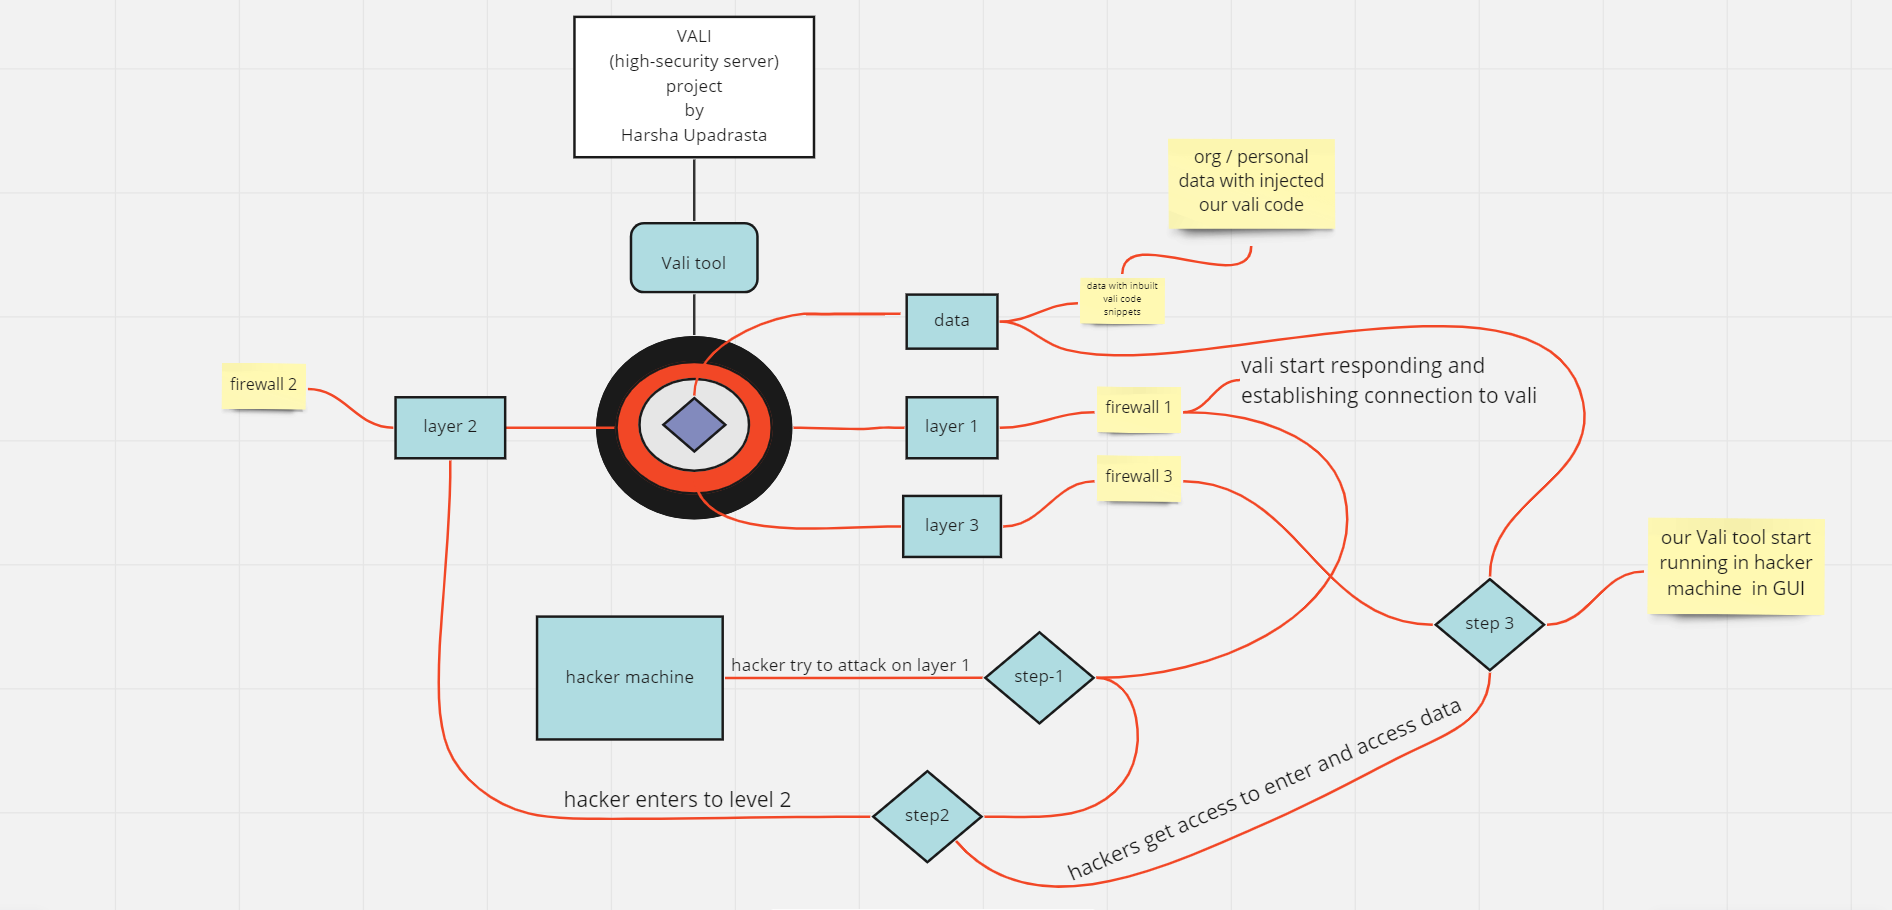 VALI
(high-security server)
project
by
Harsha Upadrasta
Vali tool
org / personal
data with injected
our vali code
data with inbuilt
vali code
snippets
data
vali start responding and
establishing connection to vali
firewall 2
layer 2
layer 1
firewall 1
firewall 3
layer 3
our Vali tool start
running in hacker
machine in GUI
step 3
hacker machine
hacker try to attack on layer 1
step-1
hackers get access to enter and access data
hacker enters to level 2
step2